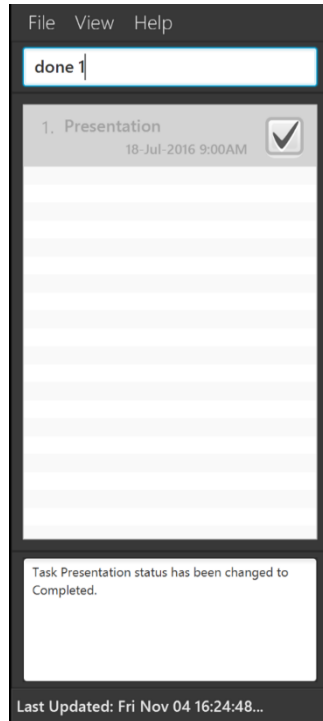 File View Help
done 1
1. Presentation
18-Jul-2016 9:00AM
Task Presentation status has been changed to
Completed.
Last Updated: Fri Nov 04 16:24:48...